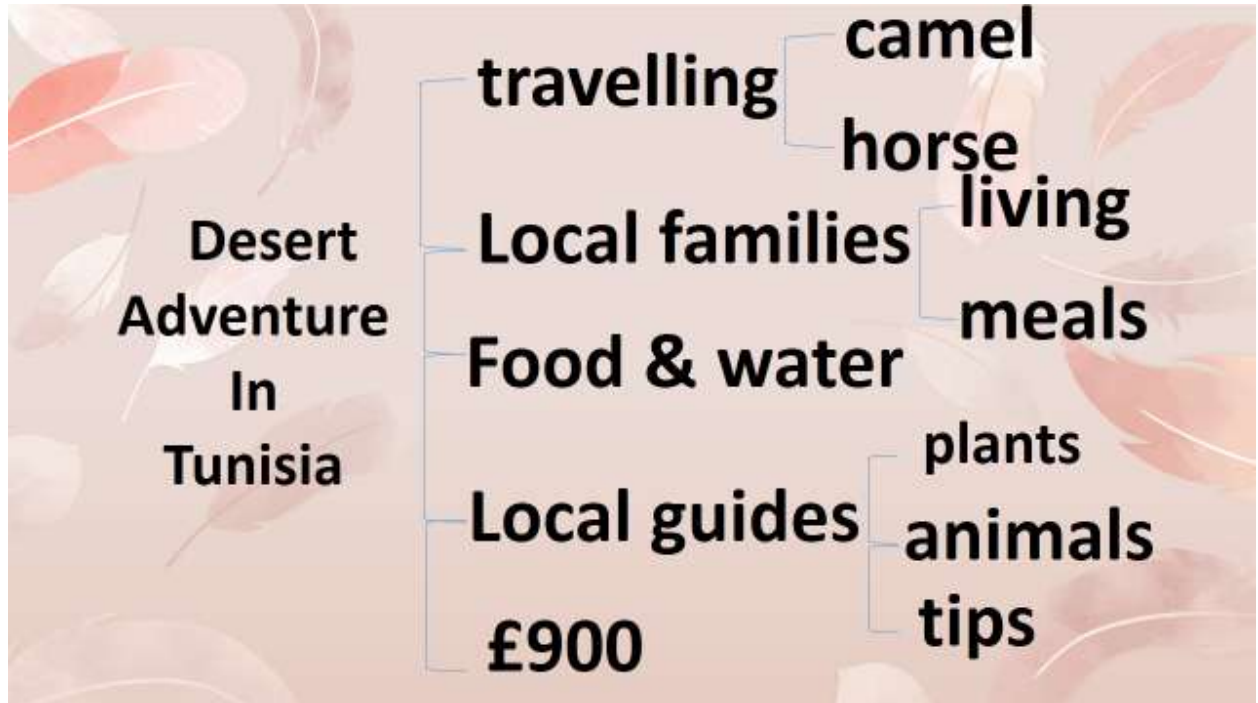 Desert
Adventure
In
Tunisia
travelling
camel
horse
Local families
living
meals
Food & water
Local guides
plants
animals
tips
£900